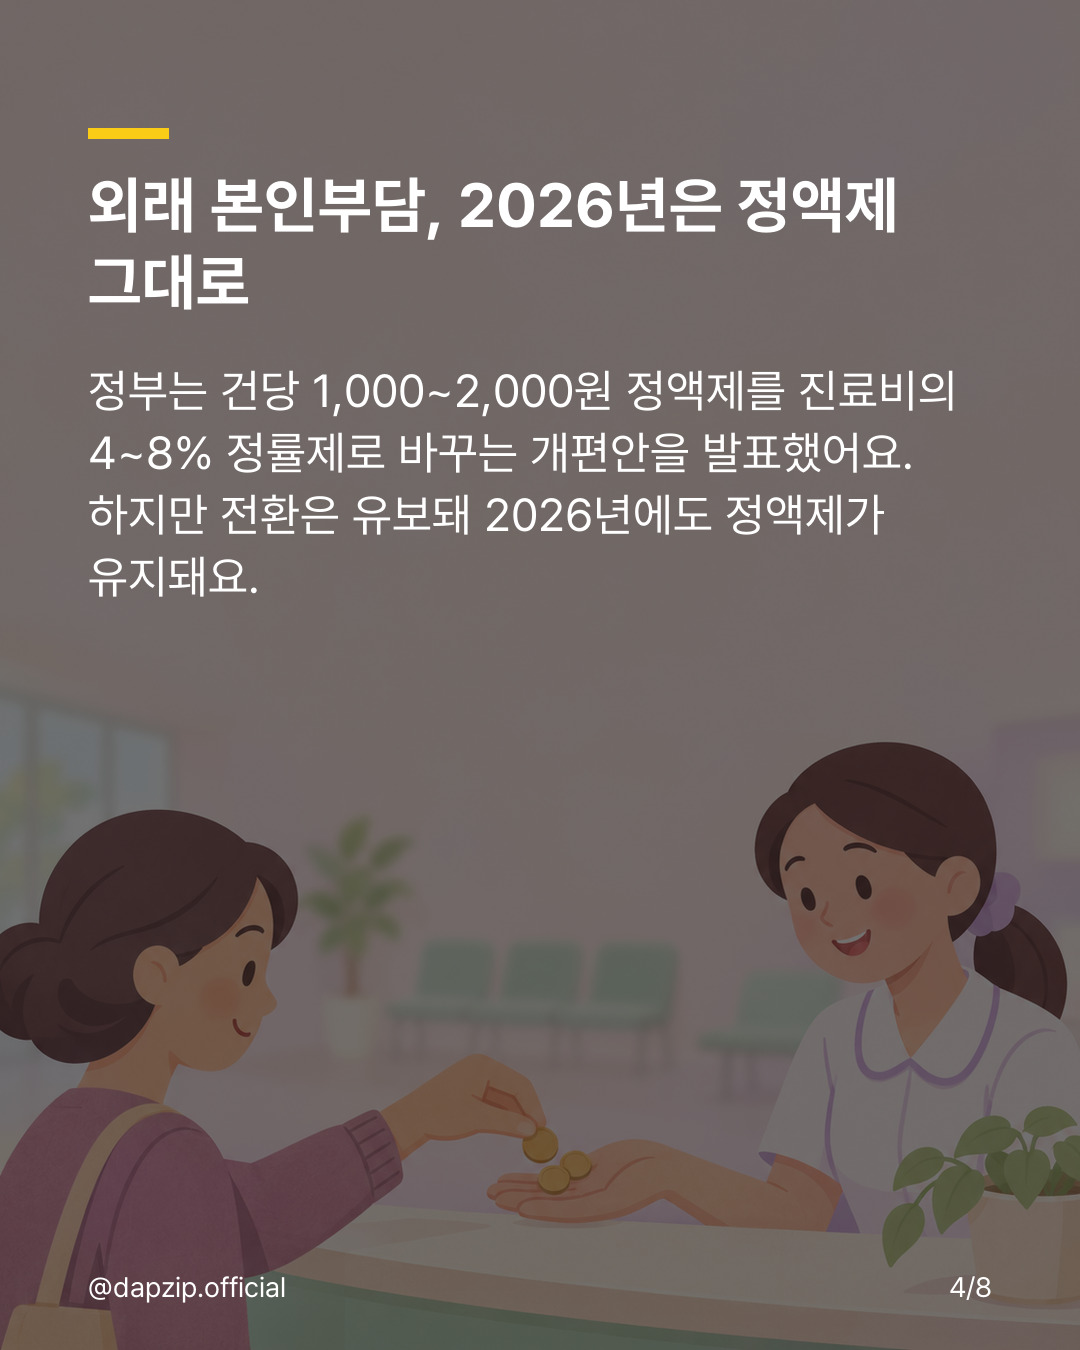 외래 본인부담, 2026년은 정액제
그대로
정부는 건당 1,000~2,000원 정액제를 진료비의
4~8% 정률제로 바꾸는 개편안을 발표했어요.
하지만 전환은 유보돼 2026년에도 정액제가
유지돼요.
@dapzip.official
4/8